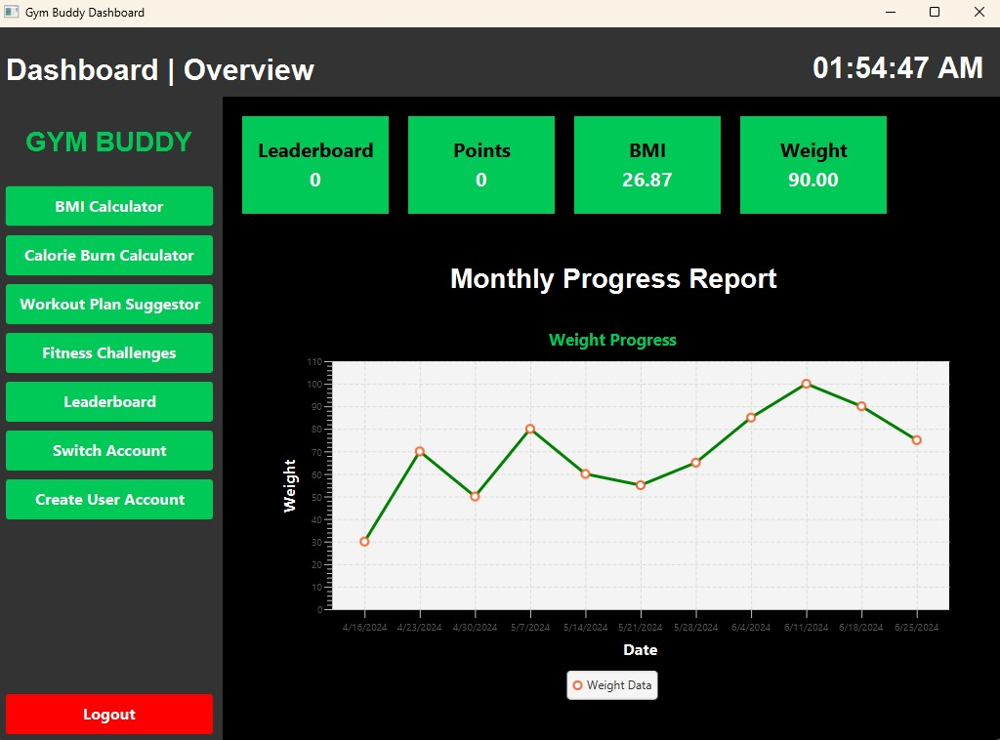 Gym Buddy Dashboard
Dashboard | Overview
01:54:47 AM
GYM BUDDY
BMI Calculator
Calorie Burn Calculator
Workout Plan Suggestor
Fitness Challenges
Leaderboard
Switch Account
Create User Account
Logout
Leaderboard
0
Points
0
BMI
26.87
Weight
90.00
Monthly Progress Report
Weight Progress
Weight
110
100
90
80
70
60
50
40
30
20
10
0
4/16/2024 4/23/2024 4/30/2024 5/7/2024 5/14/2024 5/21/2024 5/28/2024 6/4/2024 6/11/2024 6/18/2024 6/25/2024
Date
Weight Data